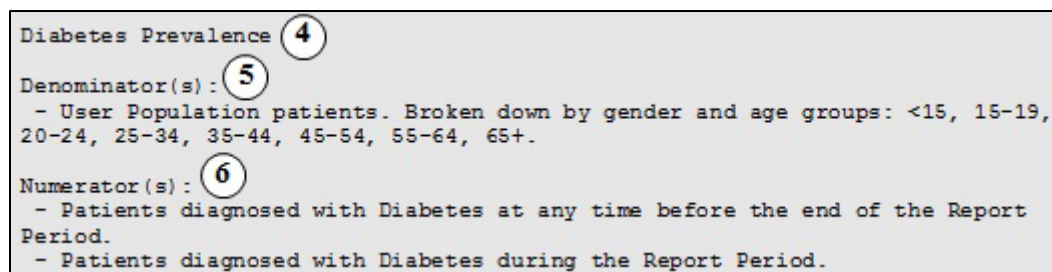 Diabetes Prevalence 4
Denominator(s): 5
- User Population patients. Broken down by gender and age groups: <15, 15-19,
20-24, 25-34, 35-44, 45-54, 55-64, 65+.
Numerator(s): 6
- Patients diagnosed with Diabetes at any time before the end of the Report
Period.
- Patients diagnosed with Diabetes during the Report Period.